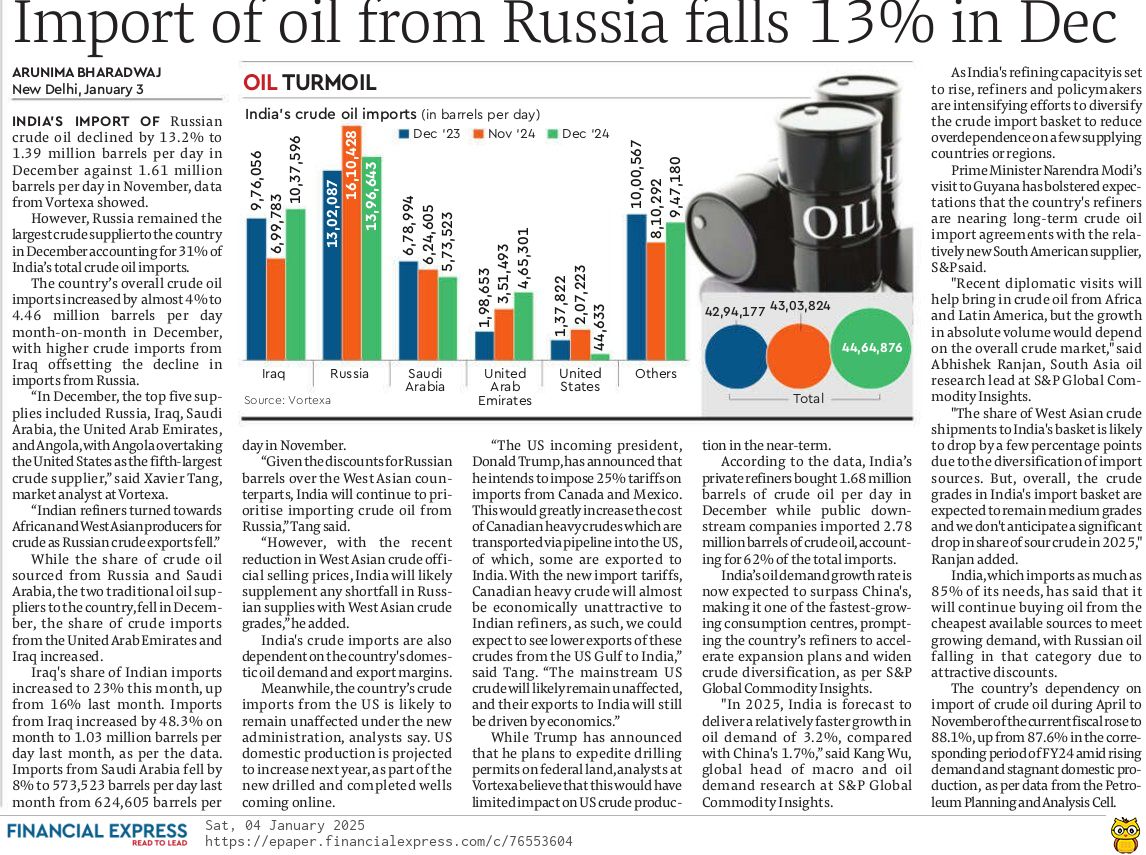 Import of oil from Russia falls 13% in Dec
ARUNIMA BHARADWAJ
New Delhi, January 3
INDIA'S IMPORT OF Russian
crude oil declined by 13.2% to
1.39 million barrels per day in
December against 1.61 million
barrels per day in November, data
from Vortexa showed.
However, Russia remained the
largest crude supplier to the country
in December accounting for 31% of
India's total crude oil imports.
The country's overall crude oil
imports increased by almost 4% to
4.46 million barrels per day
month-on-month in December,
with higher crude imports from
Iraq offsetting the decline in
imports from Russia.
"In December, the top five sup-
plies included Russia, Iraq, Saudi
Arabia, the United Arab Emirates,
and Angola, with Angola overtaking
the United States as the fifth-largest
crude supplier," said Xavier Tang,
market analyst at Vortexa.
"Indian refiners turned towards
African and West Asian producers for
crude as Russian crude exports fell."
While the share of crude oil
sourced from Russia and Saudi
Arabia, the two traditional oil sup-
pliers to the country, fell in Decem-
ber, the share of crude imports
from the United Arab Emirates and
Iraq increased.
Iraq's share of Indian imports
increased to 23% this month, up
from 16% last month. Imports
from Iraq increased by 48.3% on
month to 1.03 million barrels per
day last month, as per the data.
Imports from Saudi Arabia fell by
8% to 573,523 barrels per day last
month from 624,605 barrels per
OIL TURMOIL
India's crude oil imports (in barrels per day)
Dec '23 Nov '24 Dec '24
9,76,056
6,99,783
10,37,596
13,02,087
16,10,428
13,96,643
6,78,994
6,24,605
5,73,523
1,98,653
3,51,493
4,65,301
1,37,822
2,07,223
44,633
10,00,567
8,10,292
9,47,180
Iraq
Russia
Saudi
Arabia
United
Arab
Emirates
United
States
Others
Source: Vortexa
OIL
42,94,177 43,03,824
44,64,876
Total
day in November.
"Given the discounts for Russian
barrels over the West Asian coun-
terparts, India will continue to pri-
oritise importing crude oil from
Russia," Tang said.
"However, with the recent
reduction in West Asian crude offi-
cial selling prices, India will likely
supplement any shortfall in Russ-
ian supplies with West Asian crude
grades," he added.
India's crude imports are also
dependent on the country's domes-
tic oil demand and export margins.
Meanwhile, the country's crude
imports from the US is likely to
remain unaffected under the new
administration, analysts say. US
domestic production is projected
to increase next year, as part of the
new drilled and completed wells
coming online.
"The US incoming president,
Donald Trump, has announced that
he intends to impose 25% tariffs on
imports from Canada and Mexico.
This would greatly increase the cost
of Canadian heavy crudes which are
transported via pipeline into the US,
of which, some are exported to
India. With the new import tariffs,
Canadian heavy crude will almost
be economically unattractive to
Indian refiners, as such, we could
expect to see lower exports of these
crudes from the US Gulf to India,"
said Tang. "The mainstream US
crude will likely remain unaffected,
and their exports to India will still
be driven by economics."
While Trump has announced
that he plans to expedite drilling
permits on federal land, analysts at
Vortexa believe that this would have
limited impact on US crude produc-
tion in the near-term.
According to the data, India's
private refiners bought 1.68 million
barrels of crude oil per day in
December while public down-
stream companies imported 2.78
million barrels of crude oil, account-
ing for 62% of the total imports.
India's oil demand growth rate is
now expected to surpass China's,
making it one of the fastest-grow-
ing consumption centres, prompt-
ing the country's refiners to accel-
erate expansion plans and widen
crude diversification, as per S&P
Global Commodity Insights.
"In 2025, India is forecast to
deliver a relatively faster growth in
oil demand of 3.2%, compared
with China's 1.7%," said Kang Wu,
global head of macro and oil
demand research at S&P Global
Commodity Insights.
As India's refining capacity is set
to rise, refiners and policymakers
are intensifying efforts to diversify
the crude import basket to reduce
overdependence on a few supplying
countries or regions.
Prime Minister Narendra Modi's
visit to Guyana has bolstered expec-
tations that the country's refiners
are nearing long-term crude oil
import agreements with the rela-
tively new South American supplier,
S&P said.
"Recent diplomatic visits will
help bring in crude oil from Africa
and Latin America, but the growth
in absolute volume would depend
on the overall crude market," said
Abhishek Ranjan, South Asia oil
research lead at S&P Global Com-
modity Insights.
"The share of West Asian crude
shipments to India's basket is likely
to drop by a few percentage points
due to the diversification of import
sources. But, overall, the crude
grades in India's import basket are
expected to remain medium grades
and we don't anticipate a significant
drop in share of sour crude in 2025,"
Ranjan added.
India, which imports as much as
85% of its needs, has said that it
will continue buying oil from the
cheapest available sources to meet
growing demand, with Russian oil
falling in that category due to
attractive discounts.
The country's dependency on
import of crude oil during April to
November of the current fiscal rose to
88.1%, up from 87.6% in the corre-
sponding period of FY24 amid rising
demand and stagnant domestic pro-
duction, as per data from the Petro-
leum Planning and Analysis Cell.
FINANCIAL EXPRESS
READ TO LEAD
Sat, 04 January 2025
https://epaper.financialexpress.com/c/76553604